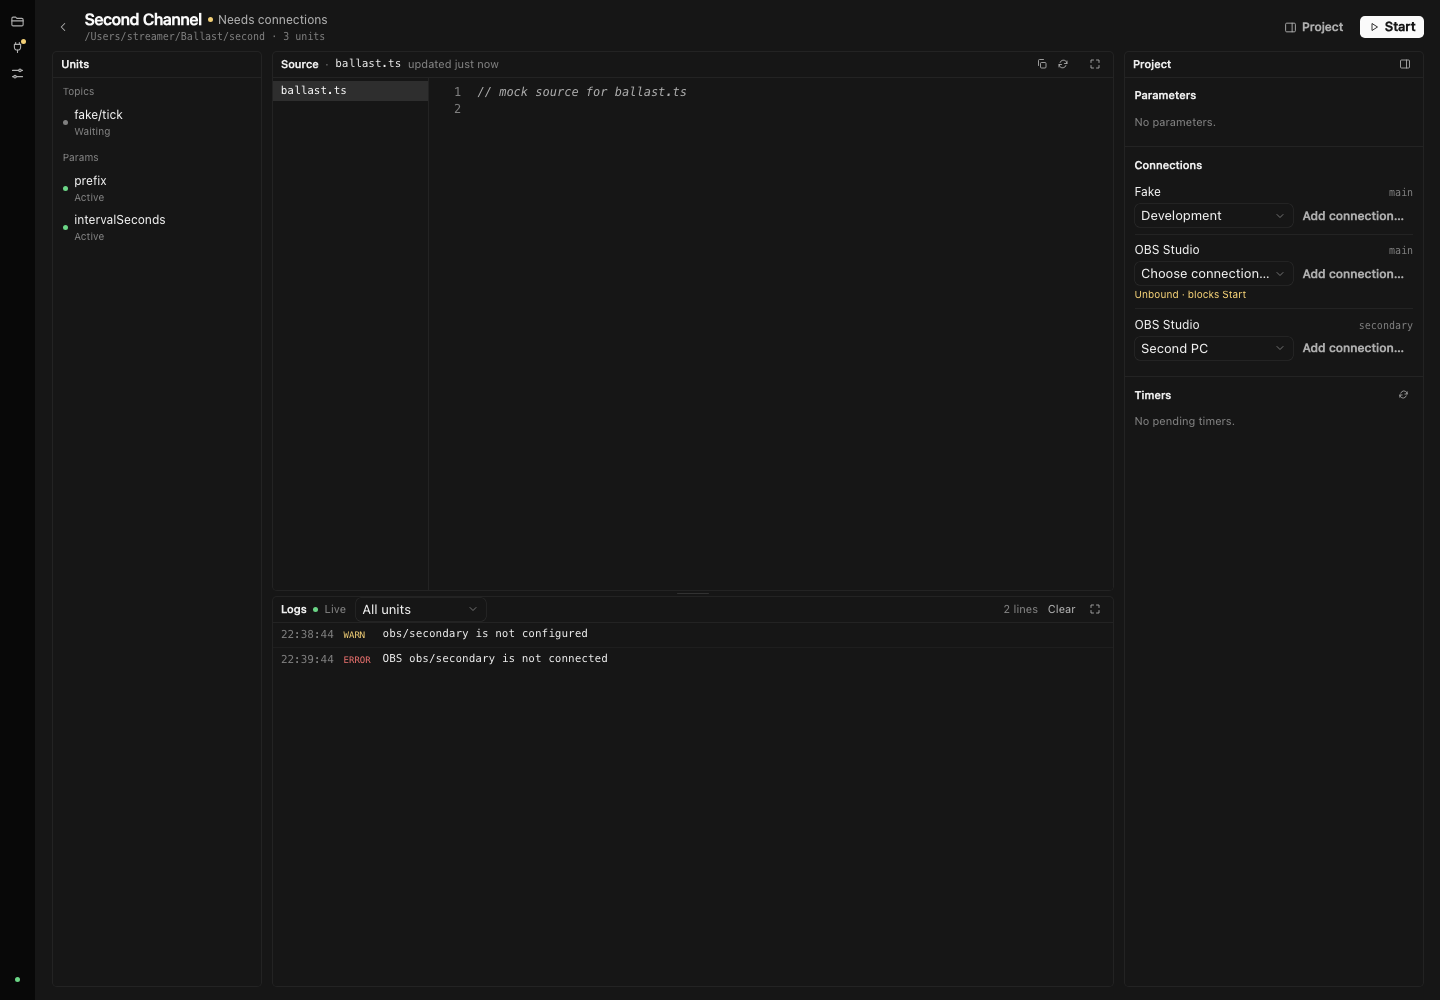 Second Channel Needs connections
/Users/streamer/Ballast/second · 3 units
Project
Start
Units
Topics
fake/tick
Waiting
Params
prefix
Active
intervalSeconds
Active
Source · ballast.ts updated just now
ballast.ts
1 // mock source for ballast.ts
2
Logs Live All units 2 lines Clear
22:38:44 WARN obs/secondary is not configured
22:39:44 ERROR OBS obs/secondary is not connected
Project
Parameters
No parameters.
Connections
Fake main
Development Add connection...
OBS Studio main
Choose connection... Add connection...
Unbound · blocks Start
OBS Studio secondary
Second PC Add connection...
Timers
No pending timers.